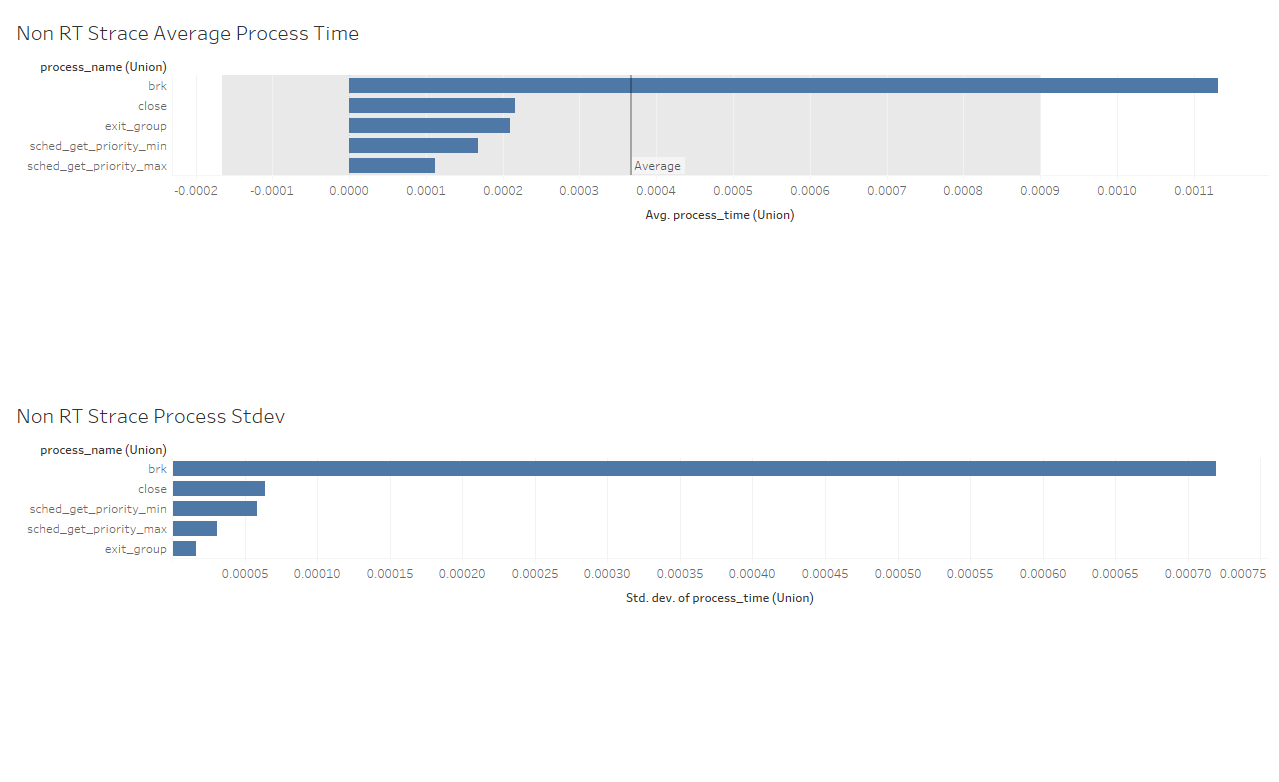 Non RT Strace Average Process Time
process_name (Union)
brk
close
exit_group
sched_get_priority_min
sched_get_priority_max
Average
-0.0002 -0.0001 0.0000 0.0001 0.0002 0.0003 0.0004 0.0005 0.0006 0.0007 0.0008 0.0009 0.0010 0.0011
Avg. process_time (Union)
Non RT Strace Process Stdev
process_name (Union)
brk
close
sched_get_priority_min
sched_get_priority_max
exit_group
0.00005 0.00010 0.00015 0.00020 0.00025 0.00030 0.00035 0.00040 0.00045 0.00050 0.00055 0.00060 0.00065 0.00070 0.00075
Std. dev. of process_time (Union)